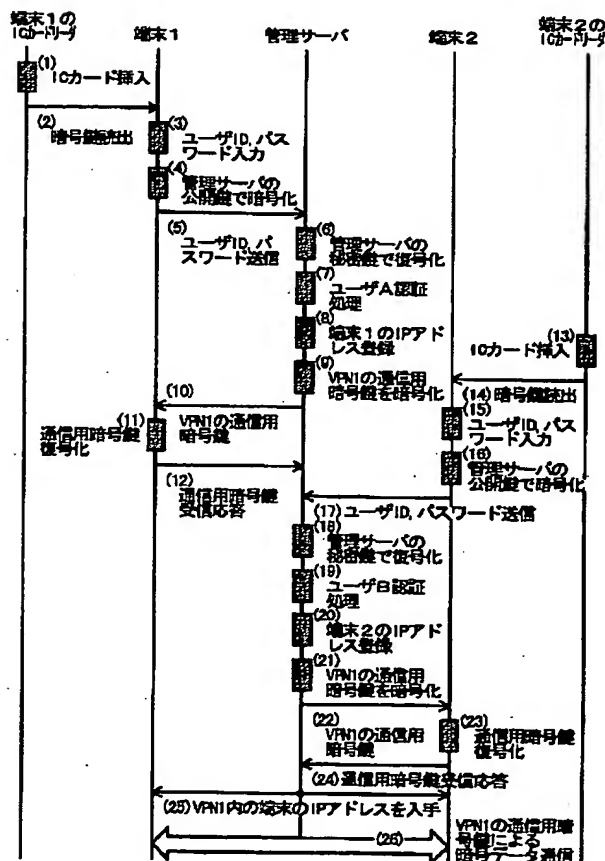 端末1の
ICカードリーダ
端末1
管理サーバ
端末2
端末2の
ICカードリーダ
(1)
ICカード挿入
(2)
暗号鍵読出
(3)
ユーザID, パス
ワード入力
(4)
管理サーバの
公開鍵で暗号化
(5)
ユーザID, パ
スワード送信
(6)
管理サーバの
秘密鍵で復号化
(7)
ユーザA認証
処理
(8)
端末1のIPアド
レス登録
(9)
VPN1の通信用
暗号鍵を暗号化
(10)
VPN1の通信用
暗号鍵
(11)
通信用暗号鍵
復号化
(12)
通信用暗号鍵
受信応答
(13)
ICカード挿入
(14) 暗号鍵読出
(15)
ユーザID, パス
ワード入力
(16)
管理サーバの
公開鍵で暗号化
(17) ユーザID, パスワード送信
(18)
管理サーバの
秘密鍵で復号化
(19)
ユーザB認証
処理
(20)
端末2のIPアド
レス登録
(21)
VPN1の通信用
暗号鍵を暗号化
(22)
VPN1の通信用
暗号鍵
(23)
通信用暗号鍵
復号化
(24) 通信用暗号鍵受信応答
(25) VPN1内の端末のIPアドレスを入手
(26)
VPN1の通信用暗
号鍵による
暗号データ通信